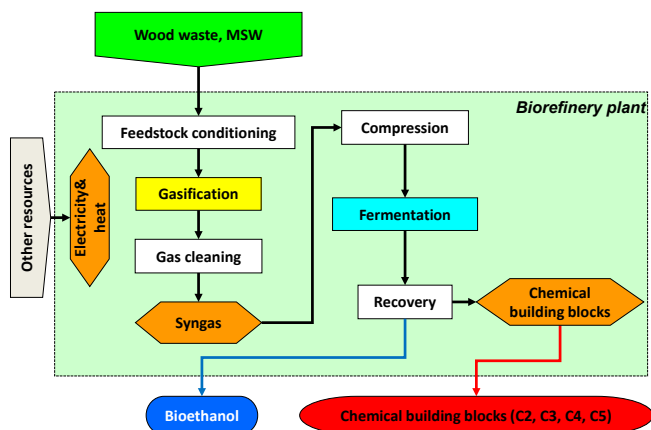 Wood waste, MSW
Biorefinery plant
Feedstock conditioning
Compression
Other resources
Electricity&
heat
Gasification
Fermentation
Gas cleaning
Syngas
Recovery
Chemical
building blocks
Bioethanol
Chemical building blocks (C2, C3, C4, C5)